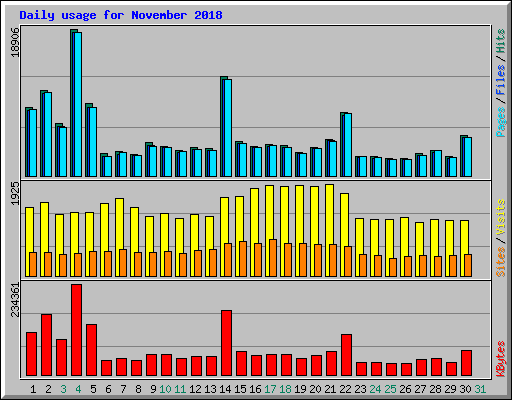 Daily usage for November 2018
18906
Pages / Files / Hits
1925
Sites / Visits
234361
KBytes
1 2 3 4 5 6 7 8 9 10 11 12 13 14 15 16 17 18 19 20 21 22 23 24 25 26 27 28 29 30 31